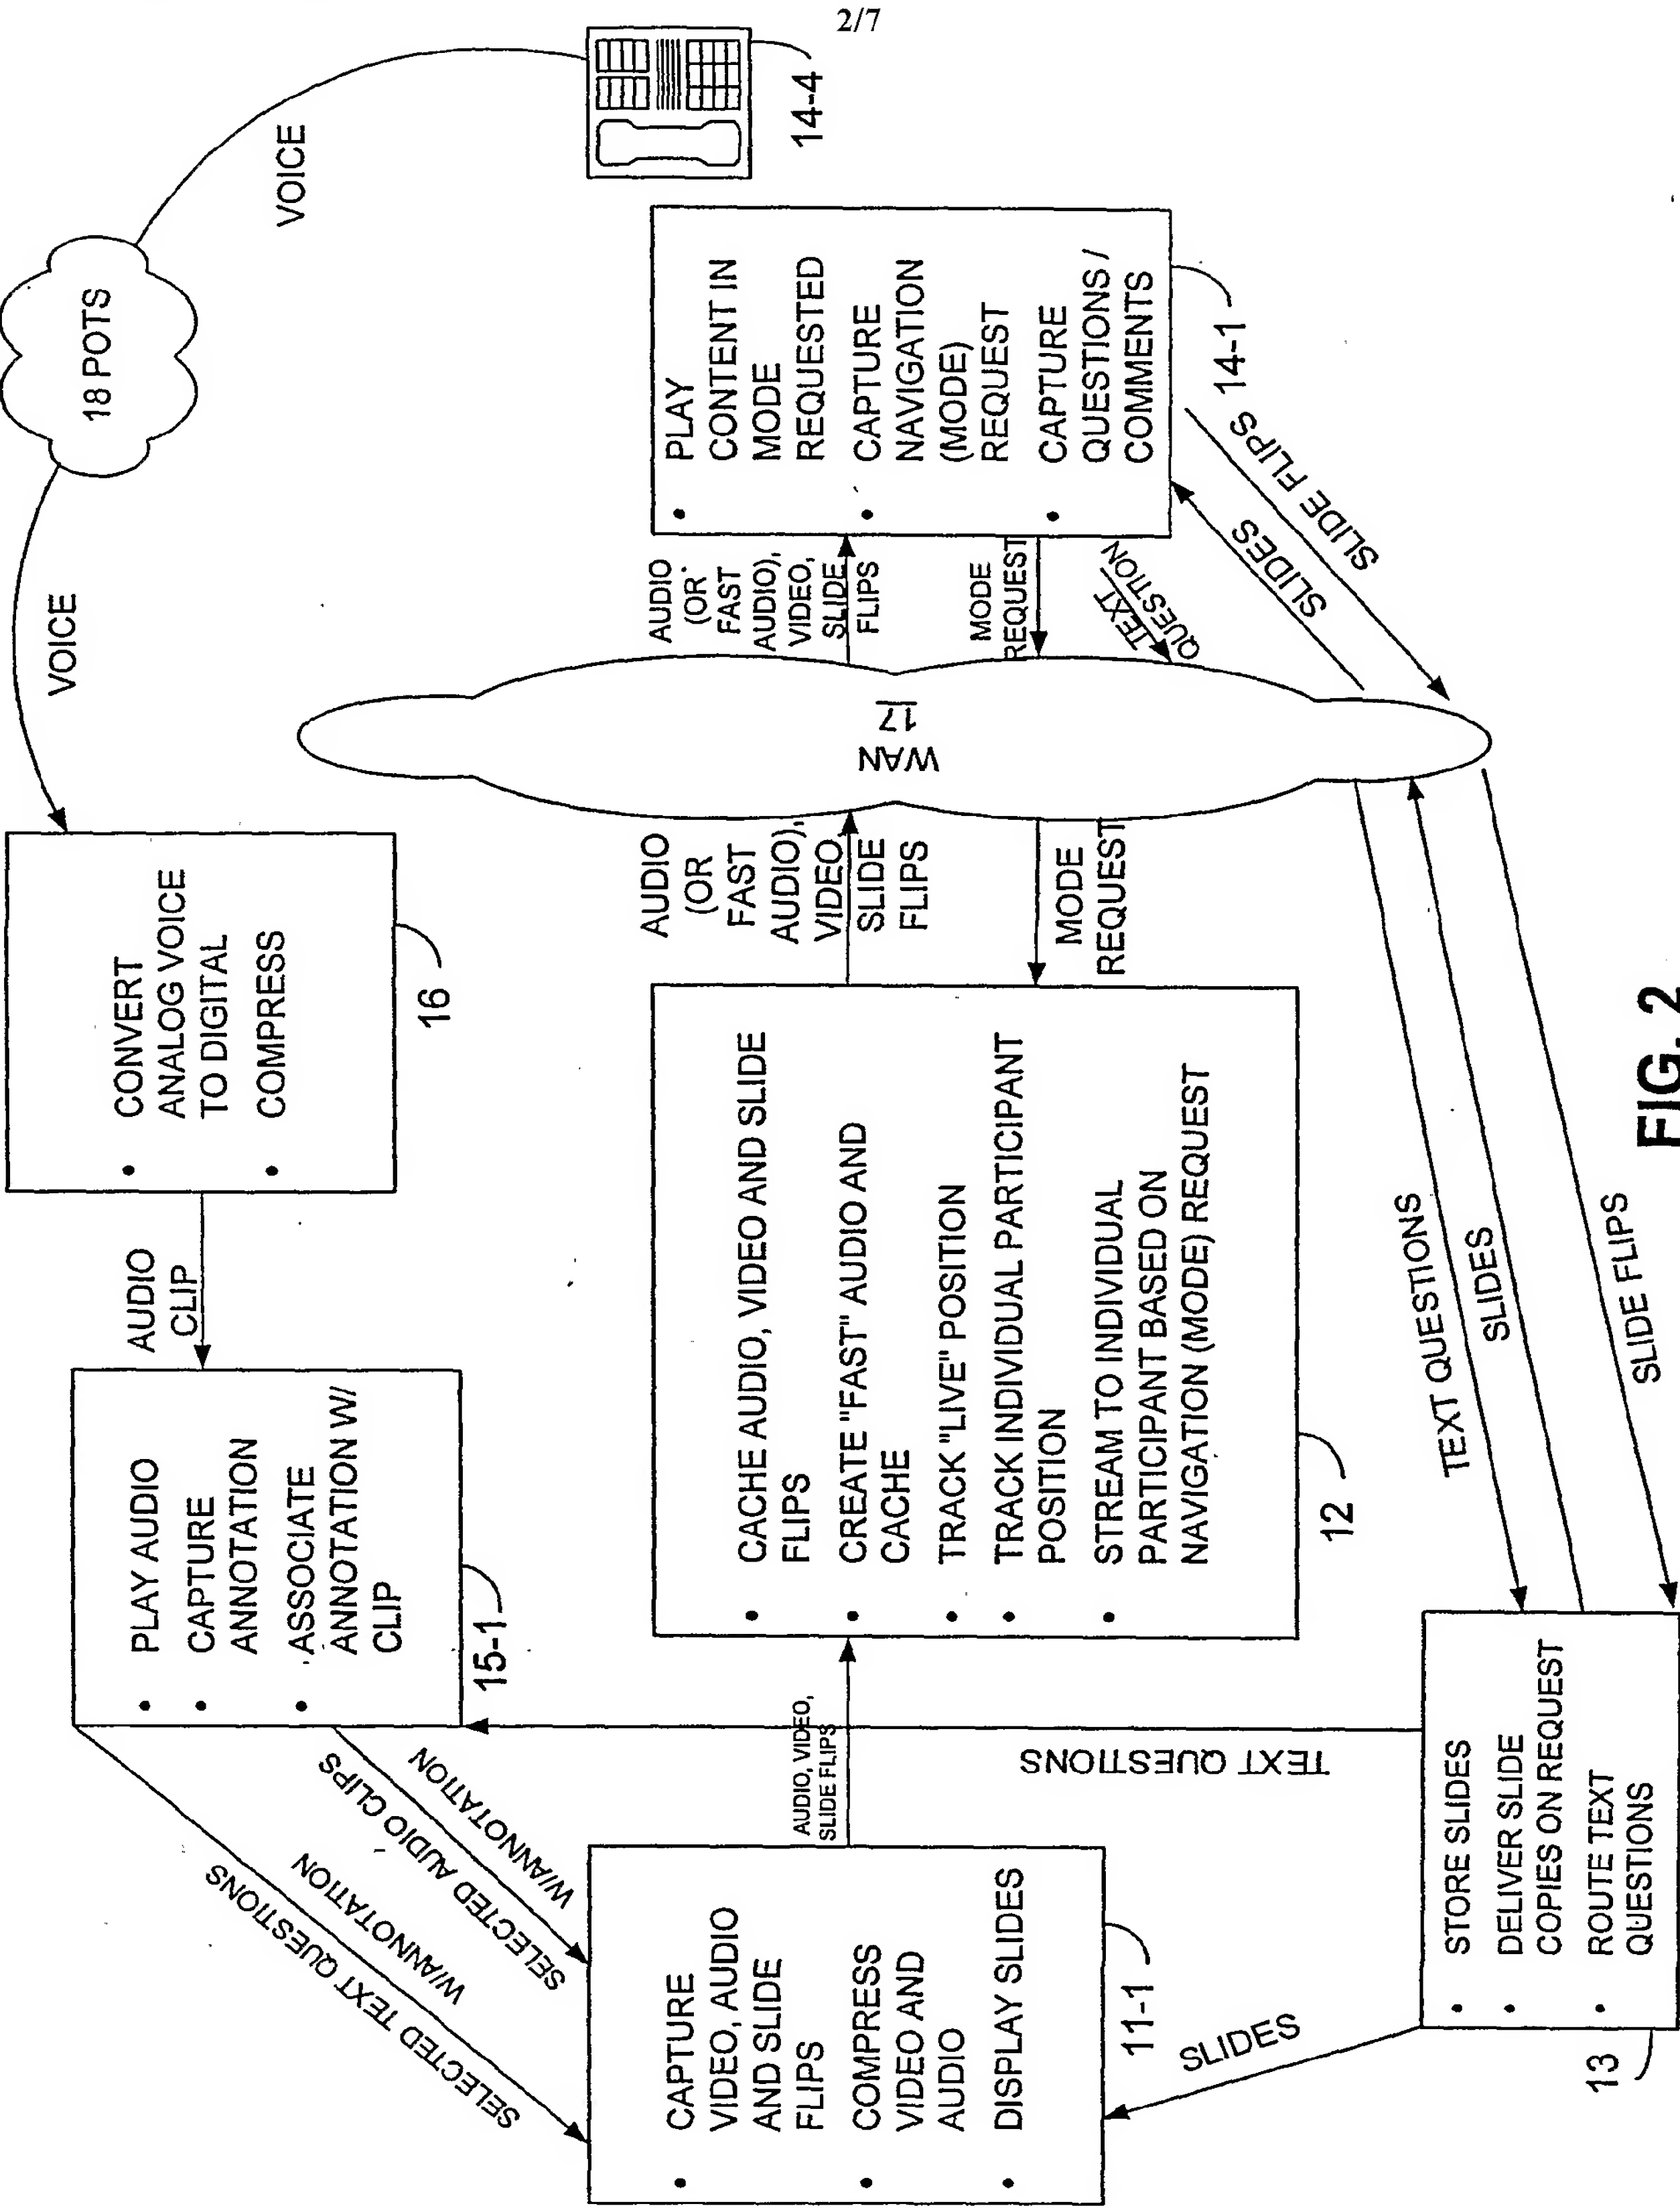 2/7
VOICE
18 POTS
VOICE
14-4
• CONVERT
ANALOG VOICE
TO DIGITAL
• COMPRESS
16
AUDIO
CLIP
• PLAY AUDIO
• CAPTURE
ANNOTATION
• ASSOCIATE
ANNOTATION W/
CLIP
15-1
SELECTED TEXT QUESTIONS
W/ANNOTATION
SELECTED AUDIO CLIPS
W/ANNOTATION
• CAPTURE
VIDEO, AUDIO
AND SLIDE
FLIPS
• COMPRESS
VIDEO AND
AUDIO
• DISPLAY SLIDES
11-1
AUDIO, VIDEO,
SLIDE FLIPS
• CACHE AUDIO, VIDEO AND SLIDE
FLIPS
• CREATE "FAST" AUDIO AND
CACHE
• TRACK "LIVE" POSITION
• TRACK INDIVIDUAL PARTICIPANT
POSITION
• STREAM TO INDIVIDUAL
PARTICIPANT BASED ON
NAVIGATION (MODE) REQUEST
12
AUDIO
(OR
FAST
AUDIO),
VIDEO,
SLIDE
FLIPS
MODE
REQUEST
WAN
17
AUDIO
(OR
FAST
AUDIO),
VIDEO,
SLIDE
FLIPS
MODE
REQUEST
TEXT
QUESTION
• PLAY
CONTENT IN
MODE
REQUESTED
• CAPTURE
NAVIGATION
(MODE)
REQUEST
• CAPTURE
QUESTIONS /
COMMENTS
14-1
SLIDES
SLIDE FLIPS
TEXT QUESTIONS
SLIDES
SLIDE FLIPS
TEXT QUESTIONS
SLIDES
• STORE SLIDES
• DELIVER SLIDE
COPIES ON REQUEST
• ROUTE TEXT
QUESTIONS
13
FIG. 2